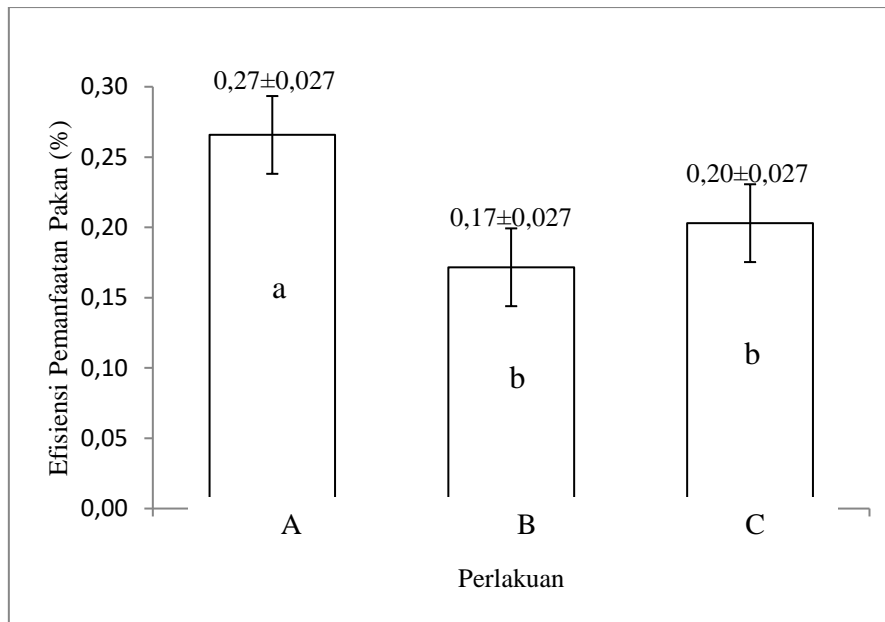 Efisiensi Pemanfaatan Pakan (%)
0,30
0,25
0,20
0,15
0,10
0,05
0,00
0,27±0,027
0,17±0,027
0,20±0,027
a
b
b
A
B
C
Perlakuan